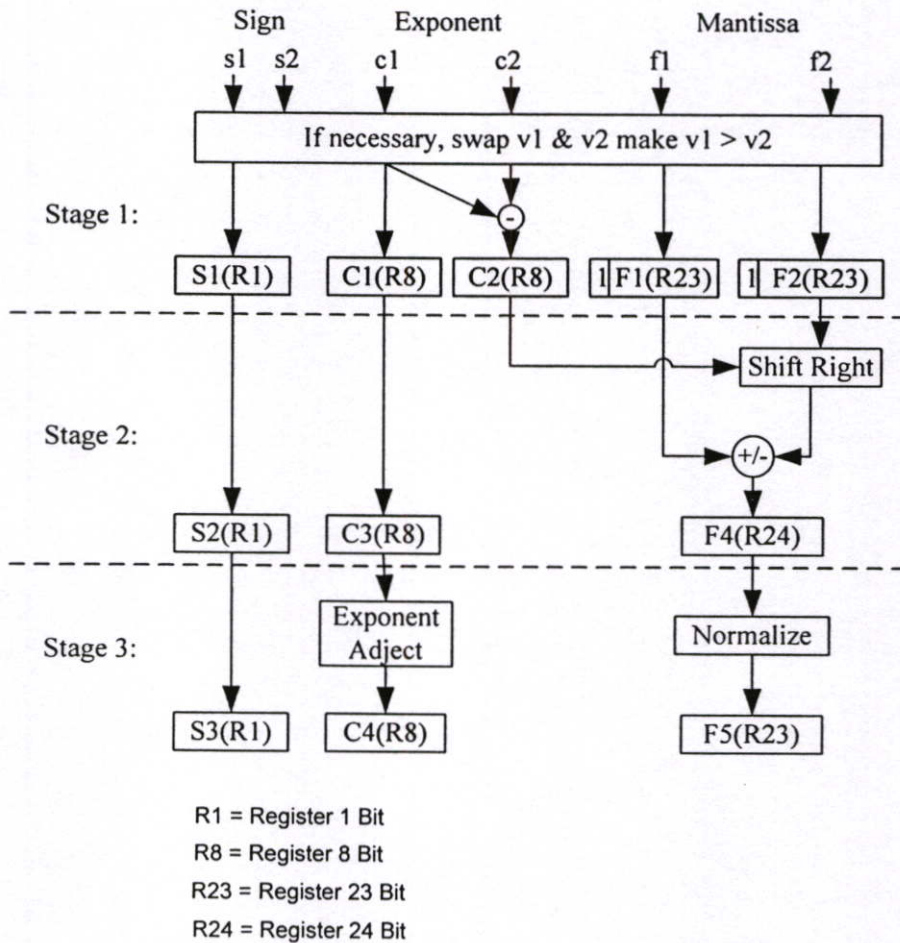 Sign Exponent Mantissa
s1 s2 c1 c2 f1 f2
If necessary, swap v1 & v2 make v1 > v2
Stage 1:
-
S1(R1) C1(R8) C2(R8) 1 F1(R23) 1 F2(R23)
Shift Right
Stage 2:
+/-
S2(R1) C3(R8) F4(R24)
Exponent
Adject
Normalize
Stage 3:
S3(R1) C4(R8) F5(R23)
R1 = Register 1 Bit
R8 = Register 8 Bit
R23 = Register 23 Bit
R24 = Register 24 Bit